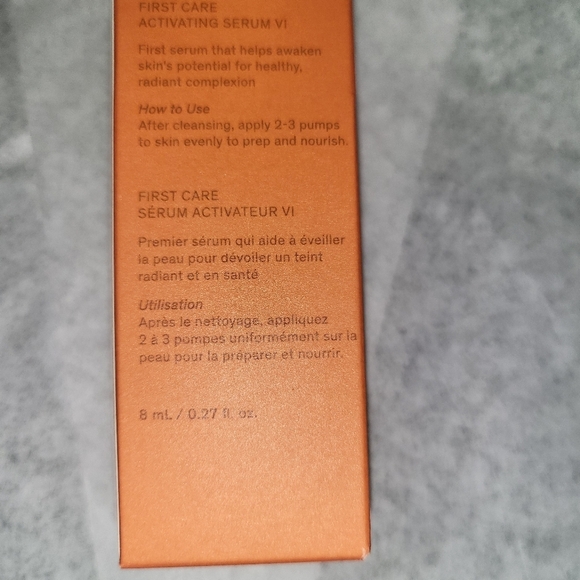 FIRST CARE
ACTIVATING SERUM VI
First serum that helps awaken
skin's potential for healthy,
radiant complexion
How to Use
After cleansing, apply 2-3 pumps
to skin evenly to prep and nourish.
FIRST CARE
SÉRUM ACTIVATEUR VI
Premier sérum qui aide à éveiller
la peau pour dévoiler un teint
radiant et en santé
Utilisation
Après le nettoyage, appliquez
2 à 3 pompes uniformément sur la
peau pour la préparer et nourrir.
8 mL / 0.27 fl. oz.